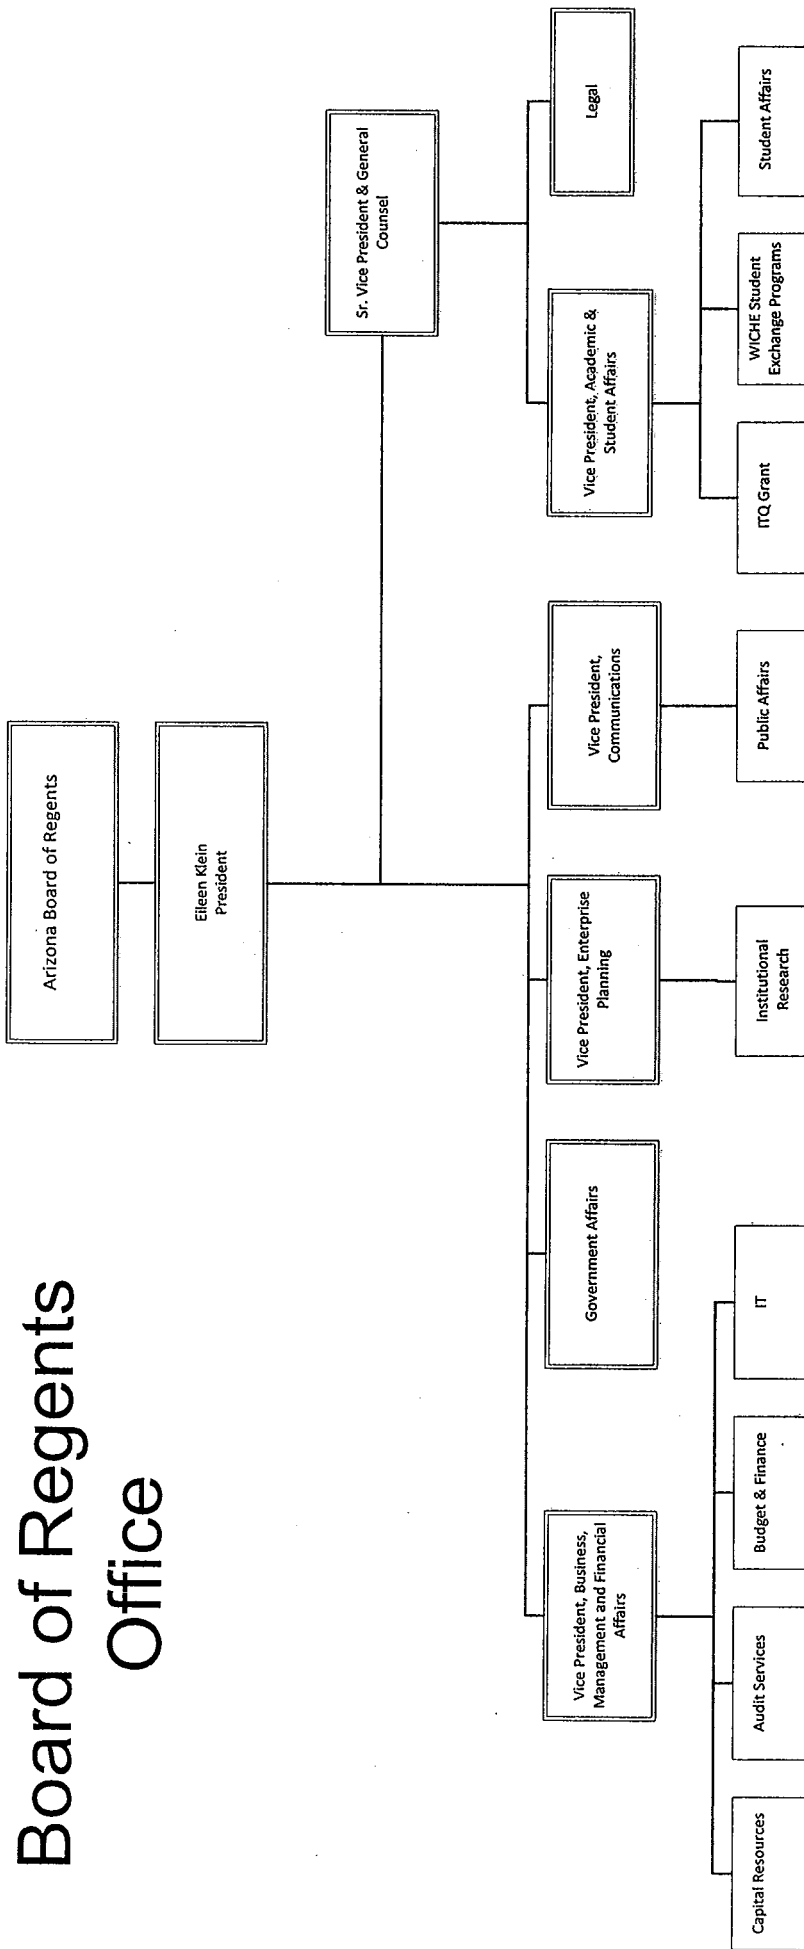 Board of Regents
Office
Arizona Board of Regents
Eileen Klein
President
Sr. Vice President & General
Counsel
Vice President, Business,
Management and Financial
Affairs
Government Affairs
Vice President, Enterprise
Planning
Vice President,
Communications
Vice President, Academic &
Student Affairs
Legal
Capital Resources
Audit Services
Budget & Finance
IT
Institutional
Research
Public Affairs
ITQ Grant
WICHE Student
Exchange Programs
Student Affairs